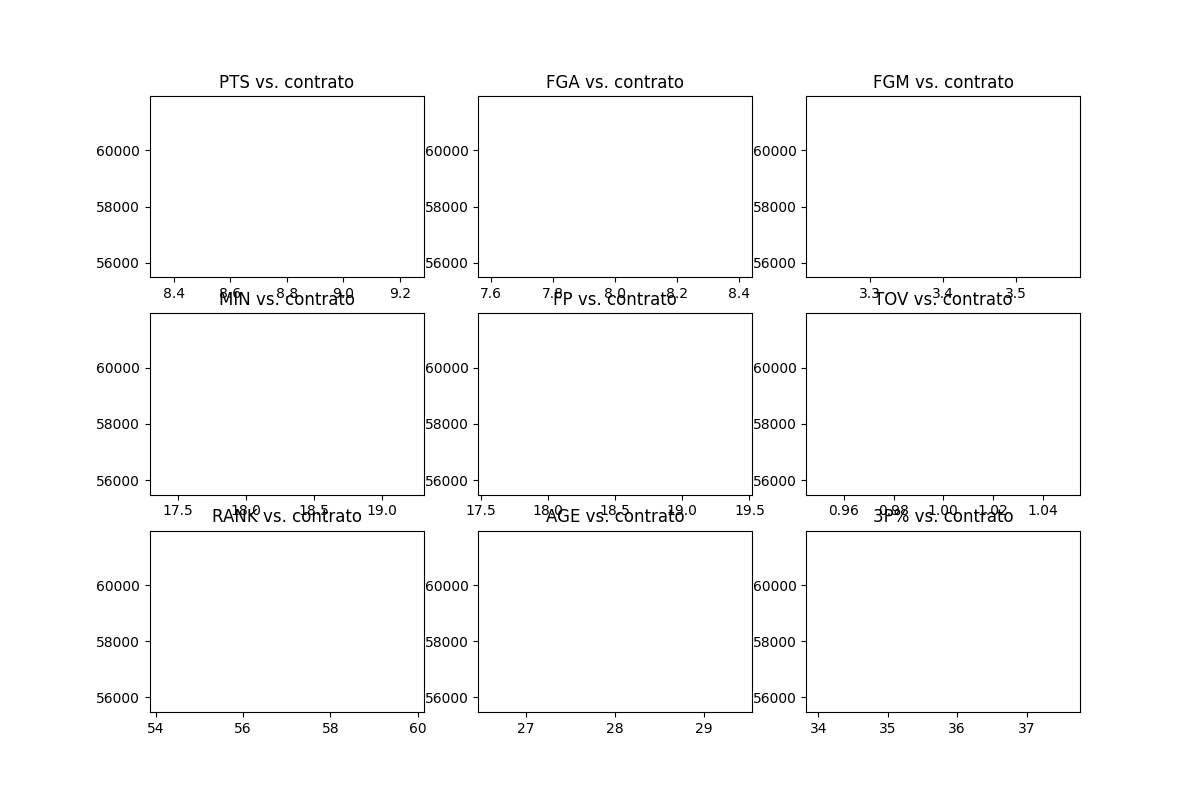 PTS vs. contrato
FGA vs. contrato
FGM vs. contrato
60000
58000
56000
60000
58000
56000
60000
58000
56000
8.4 8.6 8.8 9.0 9.2
7.6 7.8 8.0 8.2 8.4
3.3 3.4 3.5
MIN vs. contrato
FP vs. contrato
TOV vs. contrato
60000
58000
56000
60000
58000
56000
60000
58000
56000
17.5 18.0 18.5 19.0
17.5 18.0 18.5 19.0 19.5
0.96 0.98 1.00 1.02 1.04
RANK vs. contrato
AGE vs. contrato
3P% vs. contrato
60000
58000
56000
60000
58000
56000
60000
58000
56000
54 56 58 60
27 28 29
34 35 36 37